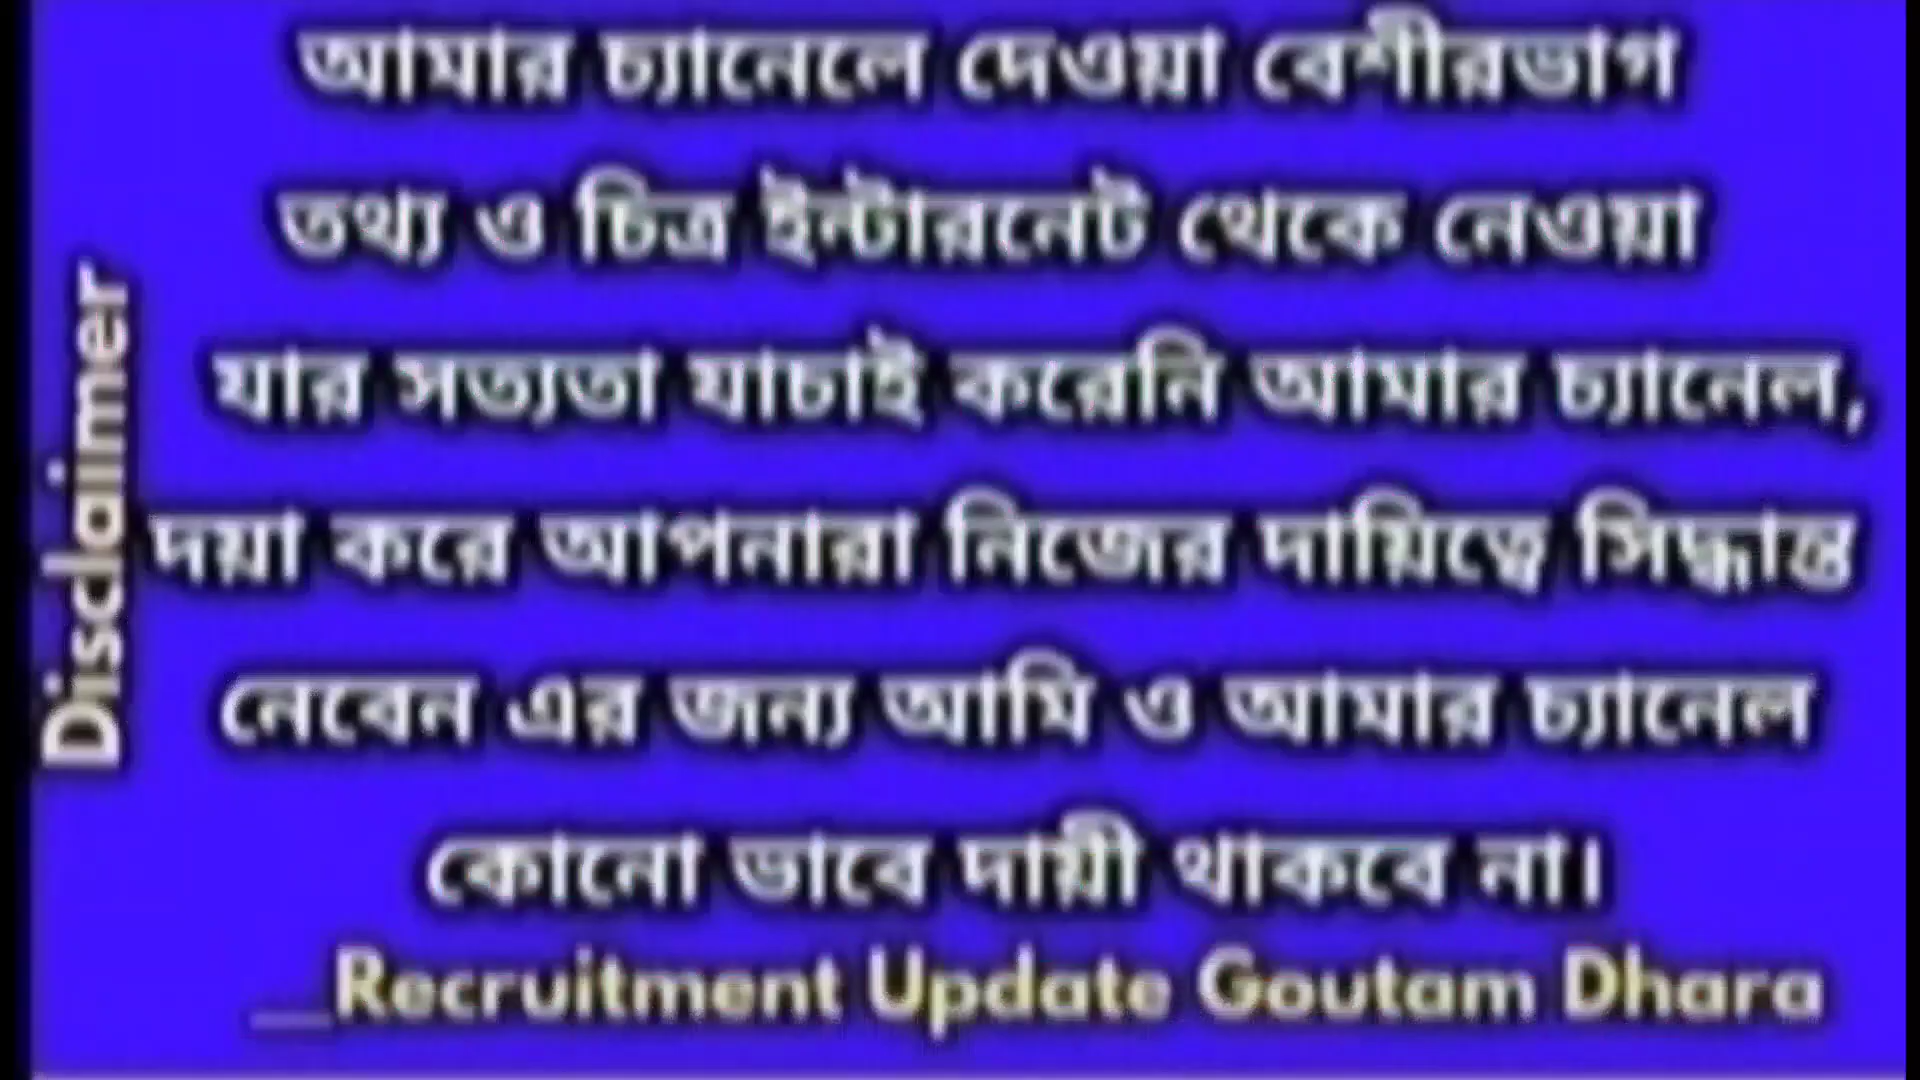 Disclaimer
আমার চ্যানেলে দেওয়া বেশীরভাগ
তথ্য ও চিত্র ইন্টারনেট থেকে নেওয়া
যার সত্যতা যাচাই করেনি আমার চ্যানেল,
দয়া করে আপনারা নিজের দায়িত্বে সিদ্ধান্ত
নেবেন এর জন্য আমি ও আমার চ্যানেল
কোনো ভাবে দায়ী থাকবে না।
__Recruitment Update Goutam Dhara